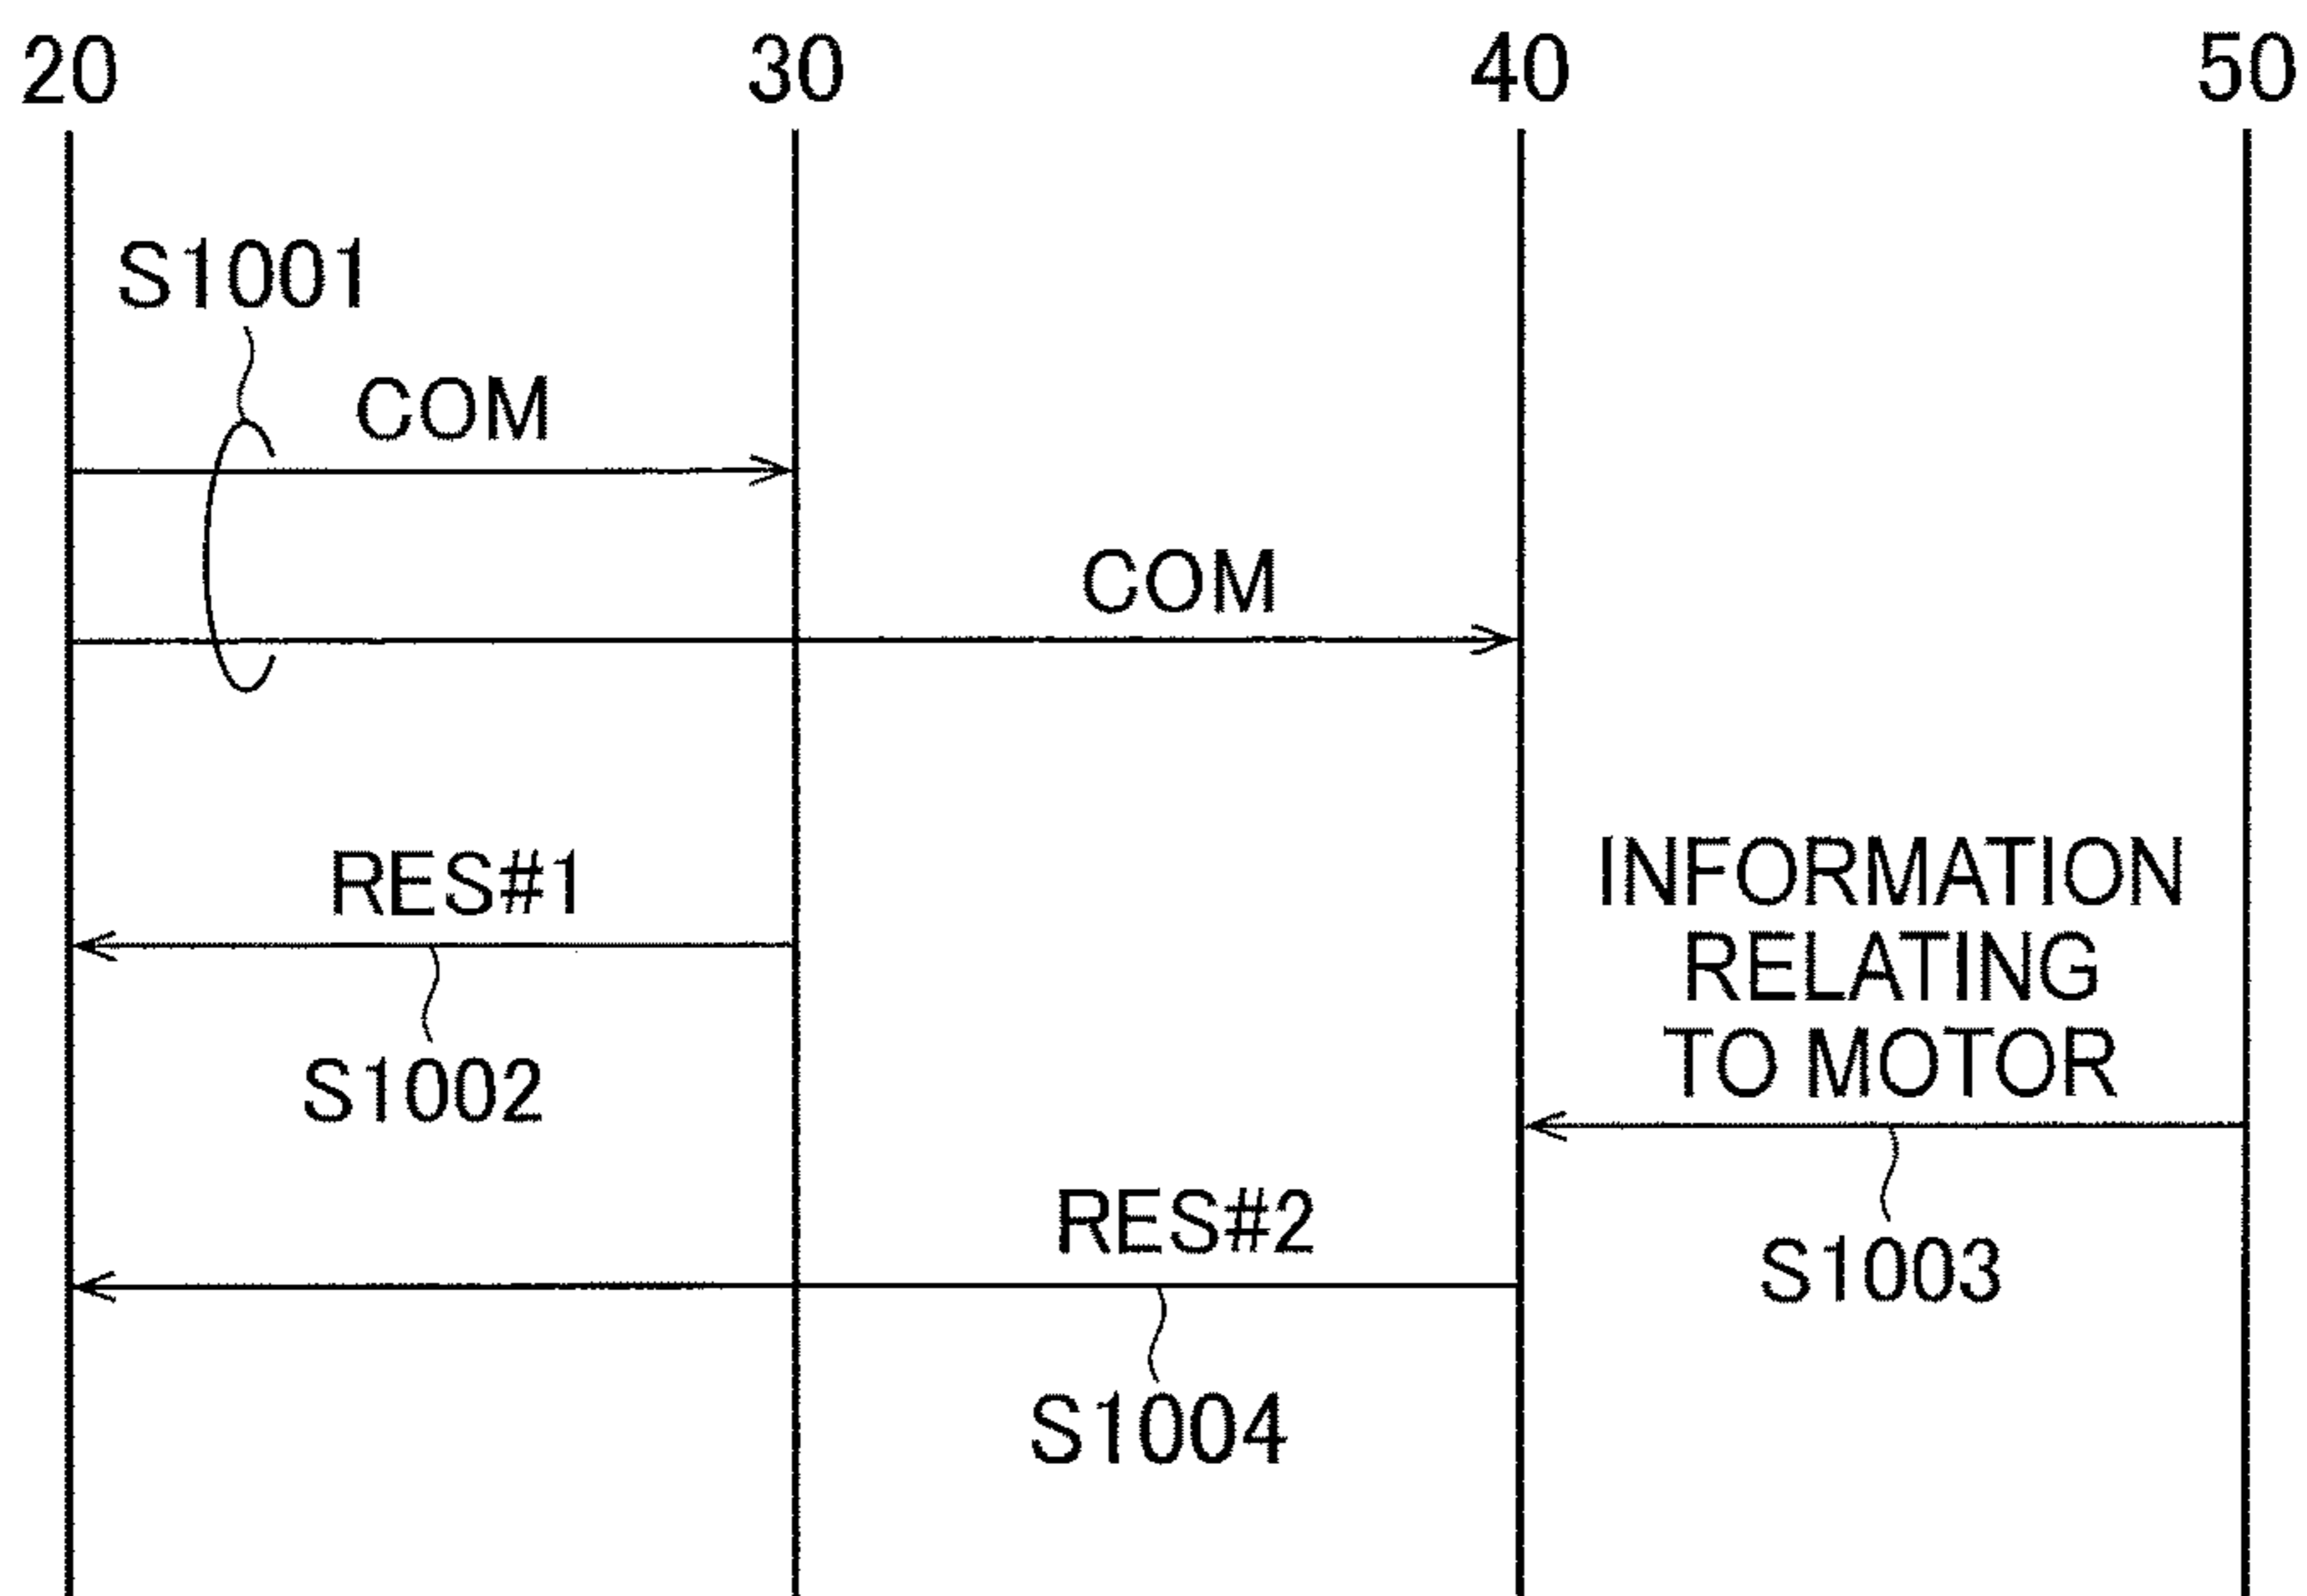 20 30 40 50
S1001
COM
COM
RES#1
INFORMATION
RELATING
TO MOTOR
S1002
RES#2
S1003
S1004